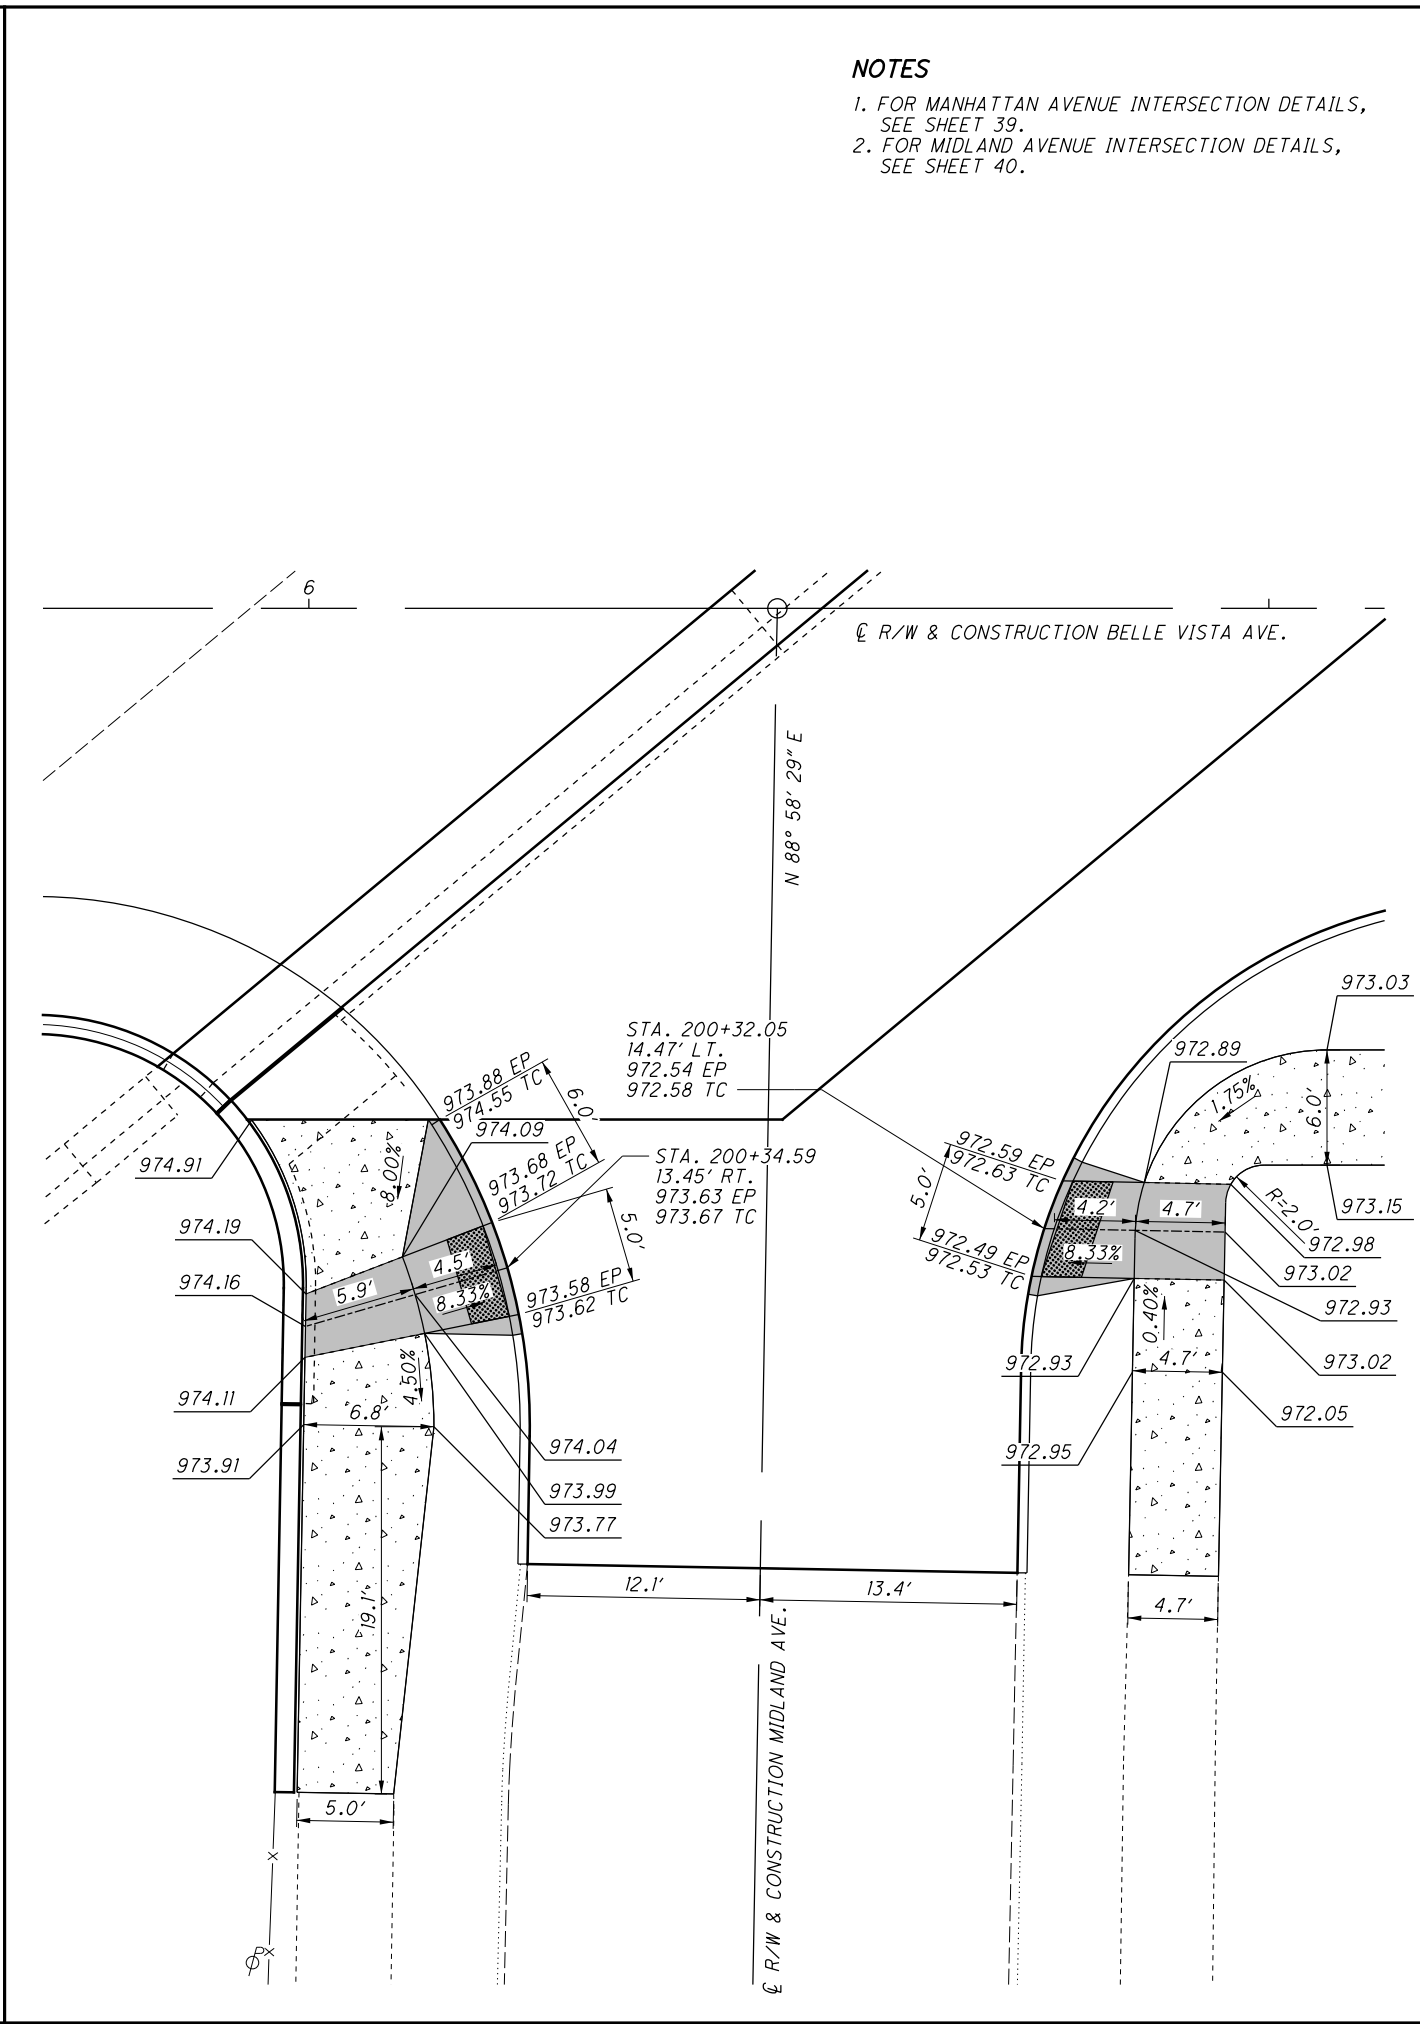 NOTES
1. FOR MANHATTAN AVENUE INTERSECTION DETAILS,
SEE SHEET 39.
2. FOR MIDLAND AVENUE INTERSECTION DETAILS,
SEE SHEET 40.
6
℄ R/W & CONSTRUCTION BELLE VISTA AVE.
N 88° 58' 29" E
973.03
STA. 200+32.05
14.47' LT.
972.54 EP
972.58 TC
972.89
973.88 EP
974.55 TC
6.0'
1.75%
6.0'
974.09
974.91
8.00%
973.68 EP
973.72 TC
STA. 200+34.59
13.45' RT.
973.63 EP
973.67 TC
972.59 EP
972.63 TC
5.0'
4.2'
4.7'
R=2.0'
973.15
974.19
5.0'
972.49 EP
972.53 TC
8.33%
972.98
974.16
5.9'
4.5'
8.33%
973.58 EP
973.62 TC
973.02
972.93
0.40%
4.50%
972.93
4.7'
973.02
974.11
6.8'
972.05
974.04
972.95
973.91
973.99
973.77
19.1'
12.1'
13.4'
4.7'
5.0'
℄ R/W & CONSTRUCTION MIDLAND AVE.
x
x
P